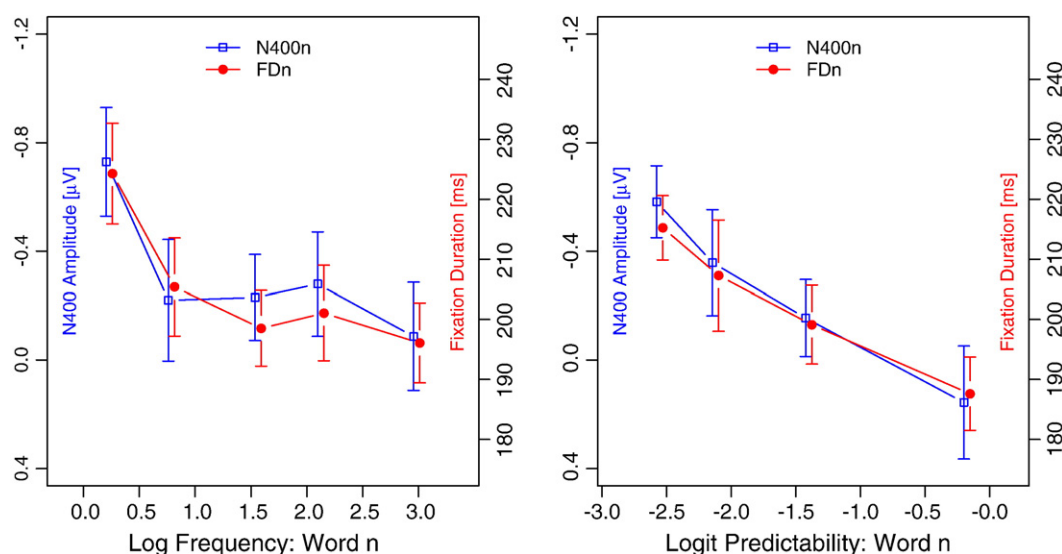 N400n
FDn
N400 Amplitude [µV]
-1.2
-0.8
-0.4
0.0
0.4
Fixation Duration [ms]
240
230
220
210
200
190
180
0.0 0.5 1.0 1.5 2.0 2.5 3.0
Log Frequency: Word n
N400n
FDn
N400 Amplitude [µV]
-1.2
-0.8
-0.4
0.0
0.4
Fixation Duration [ms]
240
230
220
210
200
190
180
-3.0 -2.5 -2.0 -1.5 -1.0 -0.5 -0.0
Logit Predictability: Word n